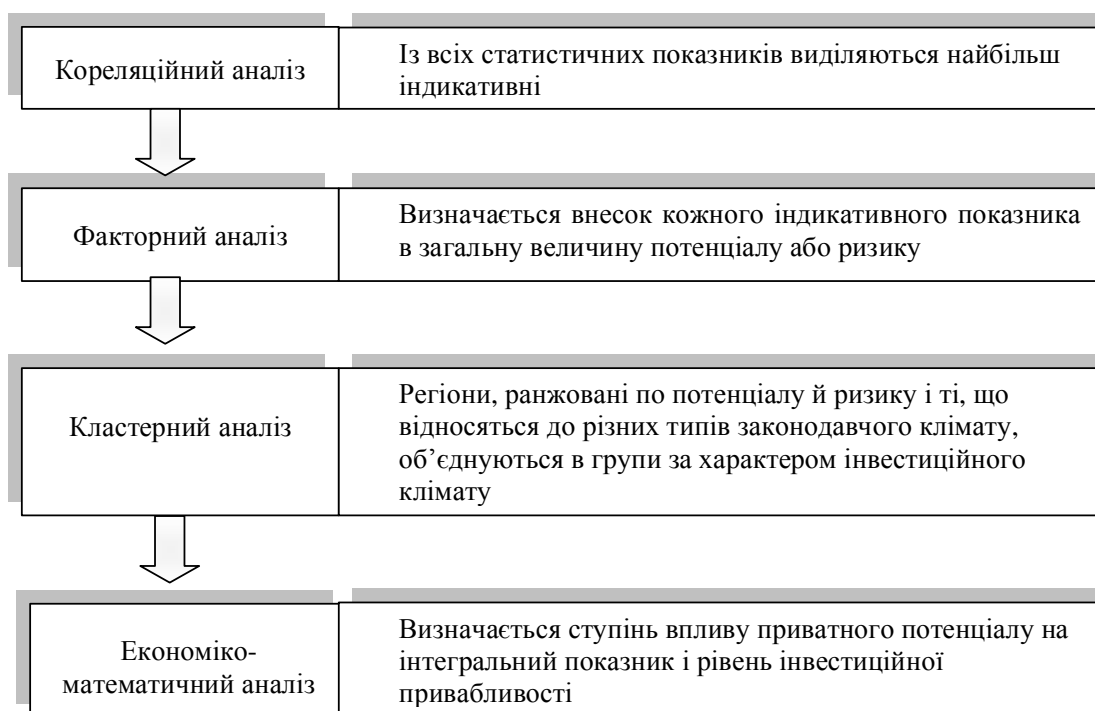 Кореляційний аналіз
Із всіх статистичних показників виділяються найбільш
індикативні
Факторний аналіз
Визначається внесок кожного індикативного показника
в загальну величину потенціалу або ризику
Кластерний аналіз
Регіони, ранжовані по потенціалу й ризику і ті, що
відносяться до різних типів законодавчого клімату,
об’єднуються в групи за характером інвестиційного
клімату
Економіко-
математичний аналіз
Визначається ступінь впливу приватного потенціалу на
інтегральний показник і рівень інвестиційної
привабливості